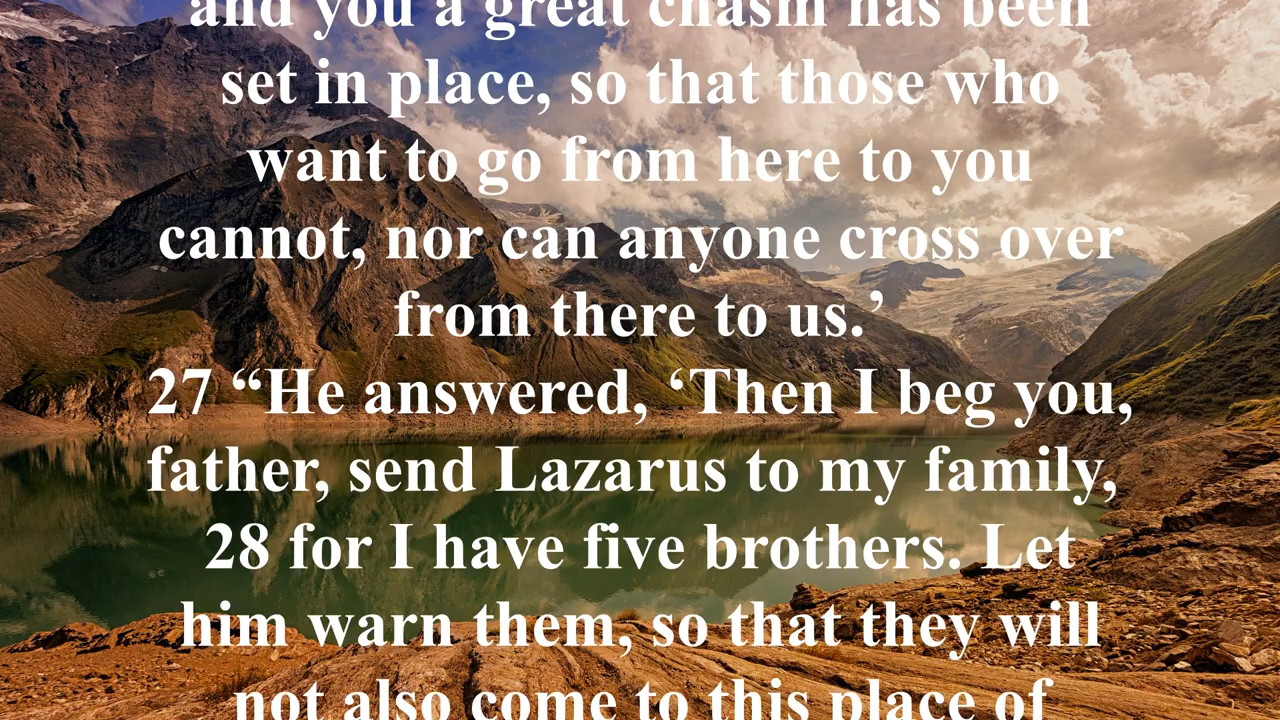 and you a great chasm has been
set in place, so that those who
want to go from here to you
cannot, nor can anyone cross over
from there to us.’
27 “He answered, ‘Then I beg you,
father, send Lazarus to my family,
28 for I have five brothers. Let
him warn them, so that they will
not also come to this place of